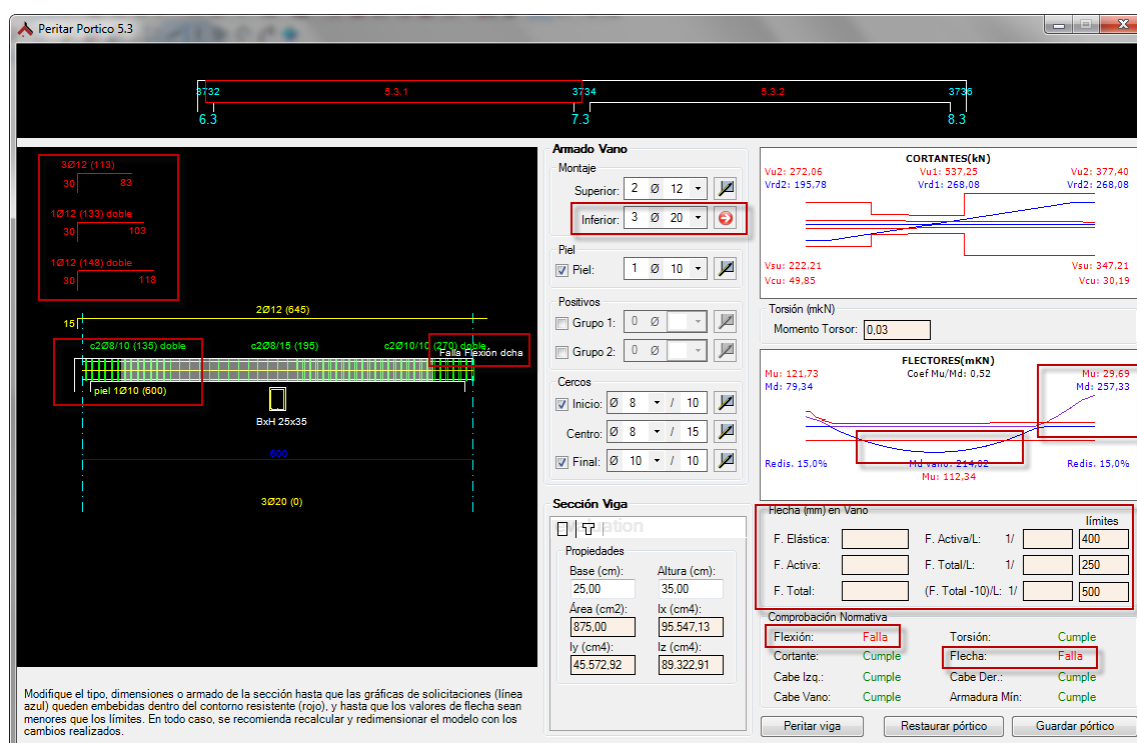 Peritar Portico 5.3
3732 5.3.1 3734 5.3.2 3736
6.3 7.3 8.3
3Ø12 (113)
30 83
1Ø12 (133) doble
30 103
1Ø12 (148) doble
30 118
2Ø12 (645)
15
c2Ø8/10 (135) doble c2Ø8/15 (195) c2Ø10/10 (270) doble
Falla Flexión dcha
piel 1Ø10 (600)
BxH 25x35
600
3Ø20 (0)
Modifique el tipo, dimensiones o armado de la sección hasta que las gráficas de solicitaciones (línea
azul) queden embebidas dentro del contorno resistente (rojo), y hasta que los valores de flecha sean
menores que los límites. En todo caso, se recomienda recalcular y redimensionar el modelo con los
cambios realizados.
Armado Vano
Montaje
Superior: 2 Ø 12
Inferior: 3 Ø 20
Piel
Piel: 1 Ø 10
Positivos
Grupo 1: 0 Ø
Grupo 2: 0 Ø
Cercos
Inicio: Ø 8 / 10
Centro: Ø 8 / 15
Final: Ø 10 / 10
Sección Viga
evaluation
Propiedades
Base (cm): Altura (cm):
25,00 35,00
Área (cm2): Ix (cm4):
875,00 95.547,13
Iy (cm4): Iz (cm4):
45.572,92 89.322,91
CORTANTES(kN)
Vu2: 272,06 Vu1: 537,25 Vu2: 377,40
Vrd2: 195,78 Vrd1: 268,08 Vrd2: 268,08
Vsu: 222,21 Vsu: 347,21
Vcu: 49,85 Vcu: 30,19
Torsión (mkN)
Momento Torsor: 0,03
FLECTORES(mKN)
Mu: 121,73 Coef Mu/Md: 0,52 Mu: 29,69
Md: 79,34 Md: 257,33
Redis. 15,0% Md vano: 214,02 Redis. 15,0%
Mu: 112,34
Flecha (mm) en Vano
límites
F. Elástica: F. Activa/L: 1/ 400
F. Activa: F. Total/L: 1/ 250
F. Total: (F. Total -10)/L: 1/ 500
Comprobación Normativa
Flexión: Falla Torsión: Cumple
Cortante: Cumple Flecha: Falla
Cabe Izq.: Cumple Cabe Der.: Cumple
Cabe Vano: Cumple Armadura Mín: Cumple
Peritar viga Restaurar pórtico Guardar pórtico